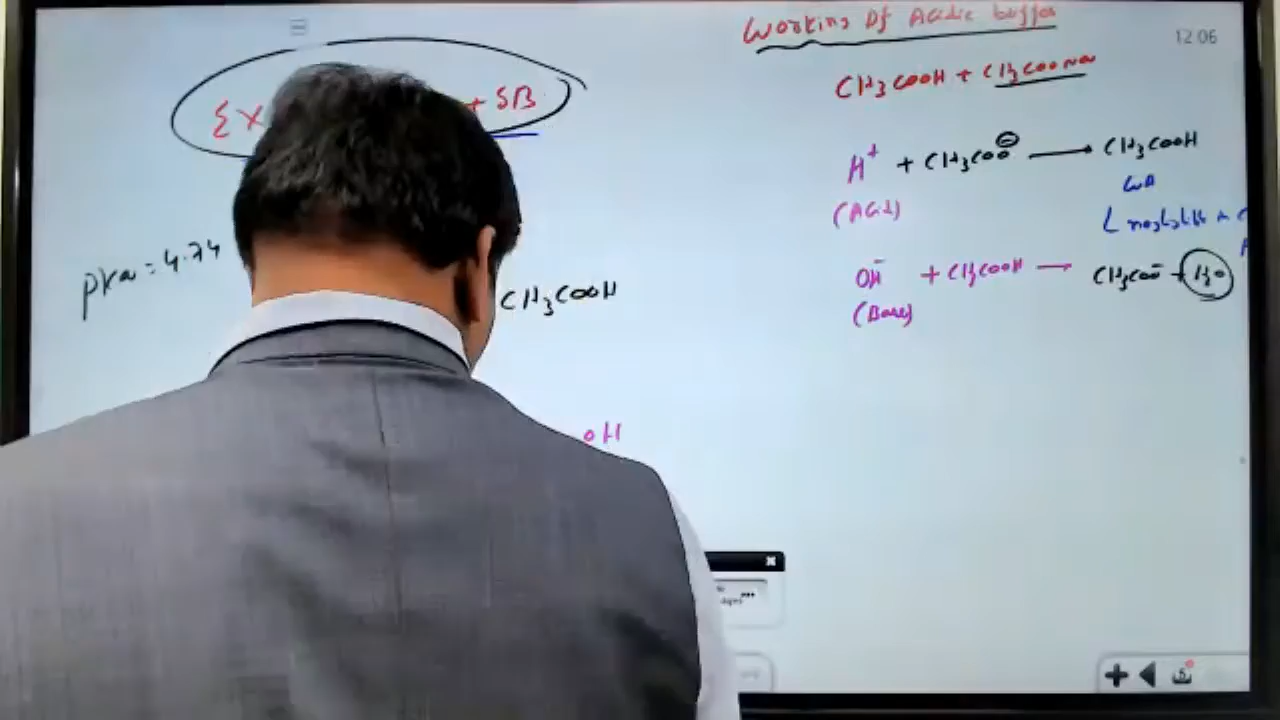 Working Of Acidic buffer
12:06
CH3COOH + CH3COONa
Ex
+ SB
H+ + CH3COO⊖ ⟶ CH3COOH
(Acid)
WA
pKa = 4.74
OH- + CH3COOH ⟶ CH3COO- + H2O
(Base)
CH3COOH
OH